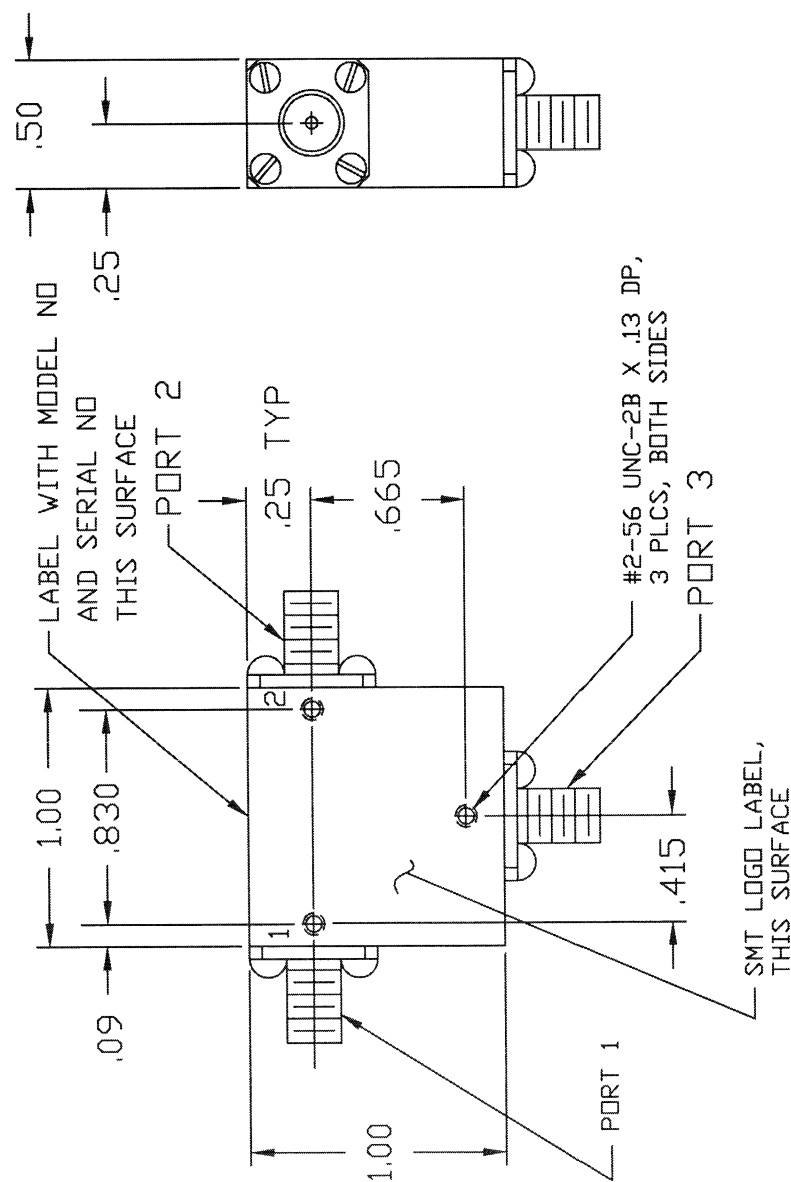 .50
.25
LABEL WITH MODEL NO
AND SERIAL NO
THIS SURFACE
PORT 2
1.00
.830
.09
.25 TYP
.665
1
2
#2-56 UNC-2B X .13 DP,
3 PLCS, BOTH SIDES
PORT 3
.415
SMT LOGO LABEL,
THIS SURFACE
PORT 1
1.00